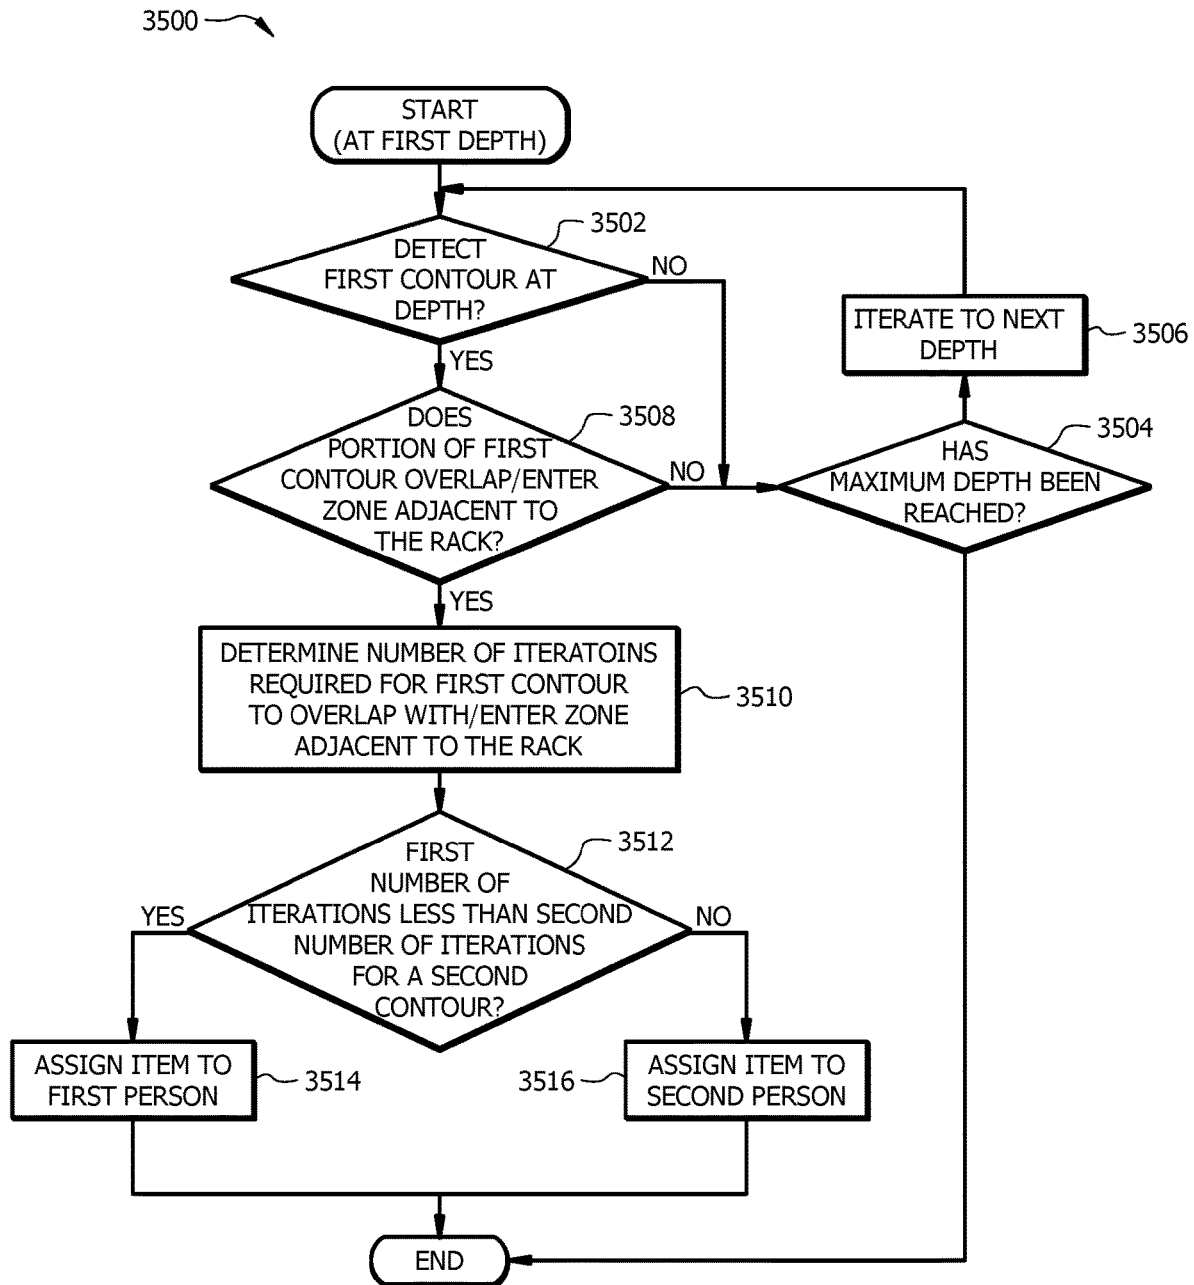 3500
START
(AT FIRST DEPTH)
3502
DETECT
FIRST CONTOUR AT
DEPTH?
NO
YES
ITERATE TO NEXT
DEPTH
3506
DOES
PORTION OF FIRST
CONTOUR OVERLAP/ENTER
ZONE ADJACENT TO
THE RACK?
3508
NO
YES
HAS
MAXIMUM DEPTH BEEN
REACHED?
3504
DETERMINE NUMBER OF ITERATOINS
REQUIRED FOR FIRST CONTOUR
TO OVERLAP WITH/ENTER ZONE
ADJACENT TO THE RACK
3510
FIRST
NUMBER OF
ITERATIONS LESS THAN SECOND
NUMBER OF ITERATIONS
FOR A SECOND
CONTOUR?
3512
YES
NO
ASSIGN ITEM TO
FIRST PERSON
3514
3516
ASSIGN ITEM TO
SECOND PERSON
END